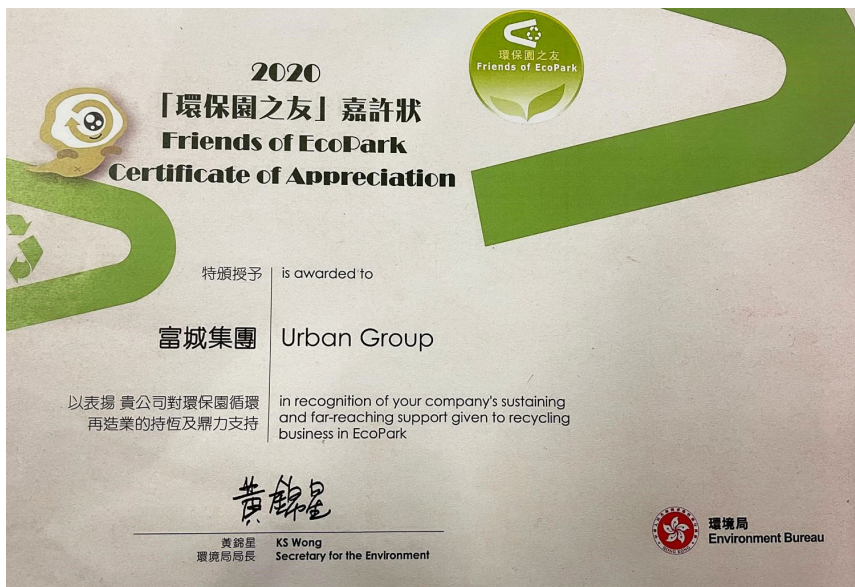 2020
「環保園之友」嘉許狀
Friends of EcoPark
Certificate of Appreciation
環保園之友
Friends of EcoPark
特頒授予
is awarded to
富城集團
Urban Group
以表揚 貴公司對環保園循環
再造業的持恆及鼎力支持
in recognition of your company's sustaining
and far-reaching support given to recycling
business in EcoPark
黃錦星
黃錦星
環境局局長
KS Wong
Secretary for the Environment
環境局
Environment Bureau